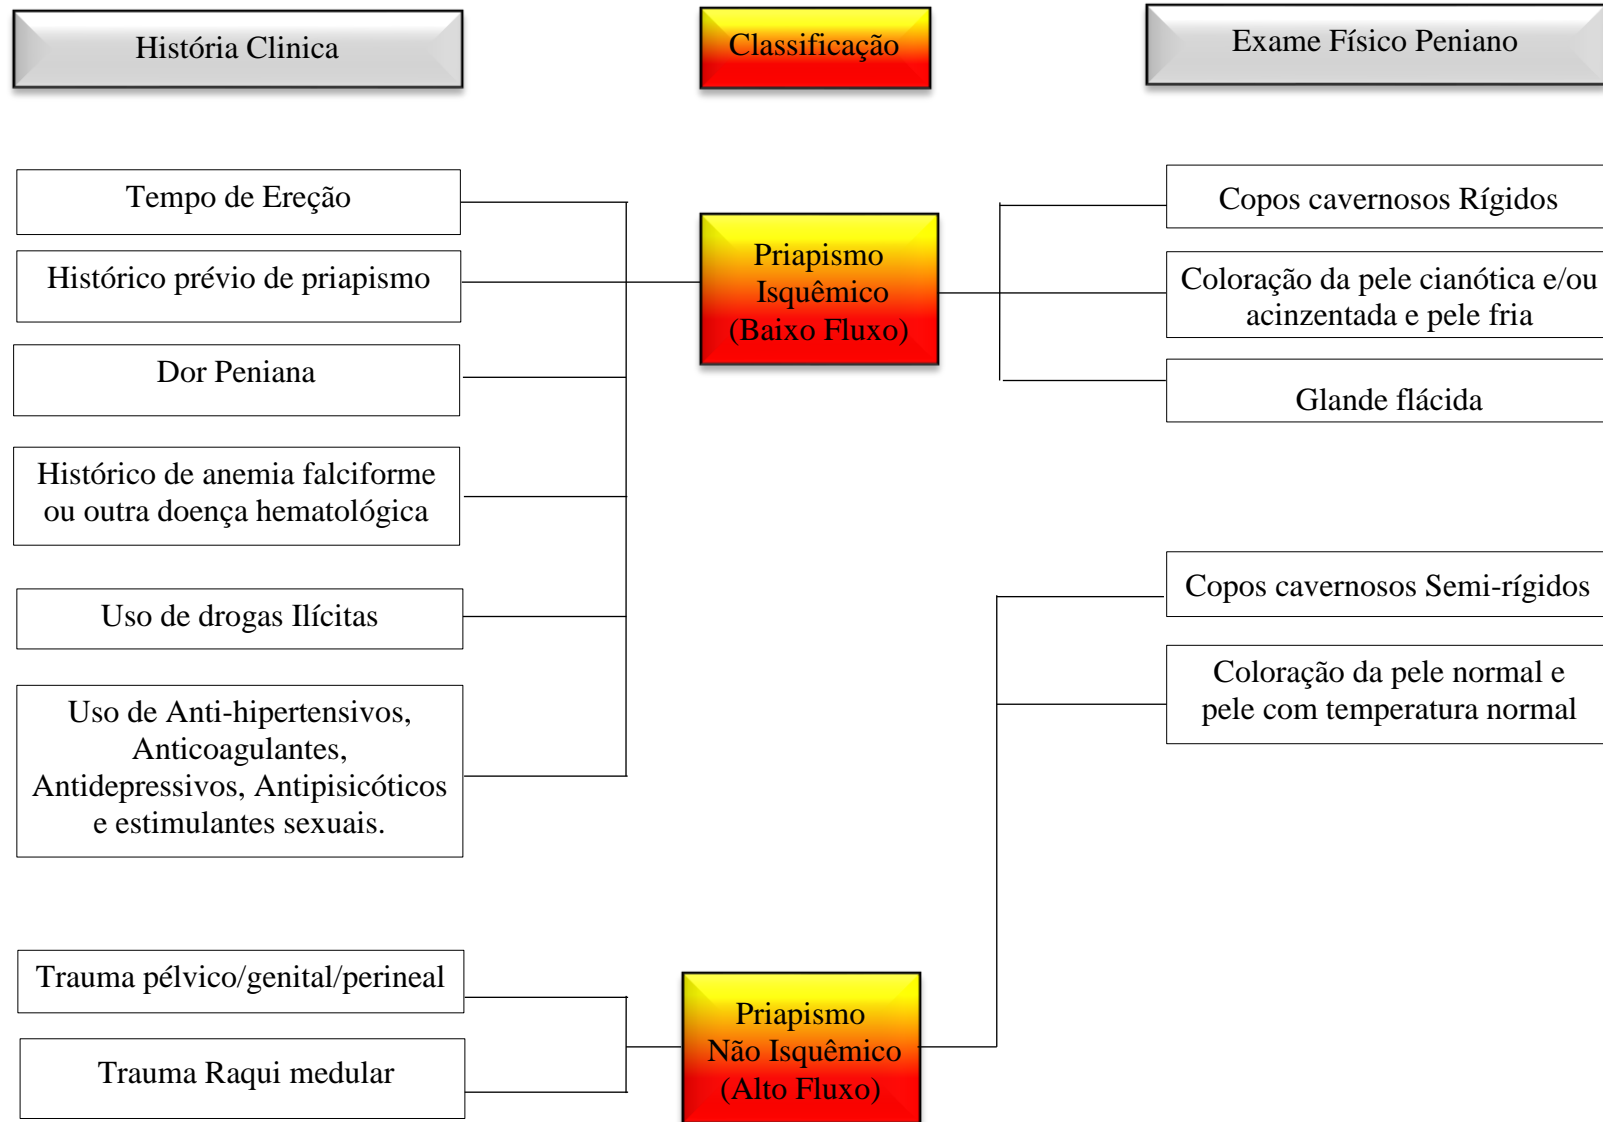 História Clinica
Classificação
Exame Físico Peniano
Tempo de Ereção
Histórico prévio de priapismo
Dor Peniana
Histórico de anemia falciforme
ou outra doença hematológica
Uso de drogas Ilícitas
Uso de Anti-hipertensivos,
Anticoagulantes,
Antidepressivos, Antipisicóticos
e estimulantes sexuais.
Priapismo
Isquêmico
(Baixo Fluxo)
Copos cavernosos Rígidos
Coloração da pele cianótica e/ou
acinzentada e pele fria
Glande flácida
Trauma pélvico/genital/perineal
Trauma Raqui medular
Priapismo
Não Isquêmico
(Alto Fluxo)
Copos cavernosos Semi-rígidos
Coloração da pele normal e
pele com temperatura normal